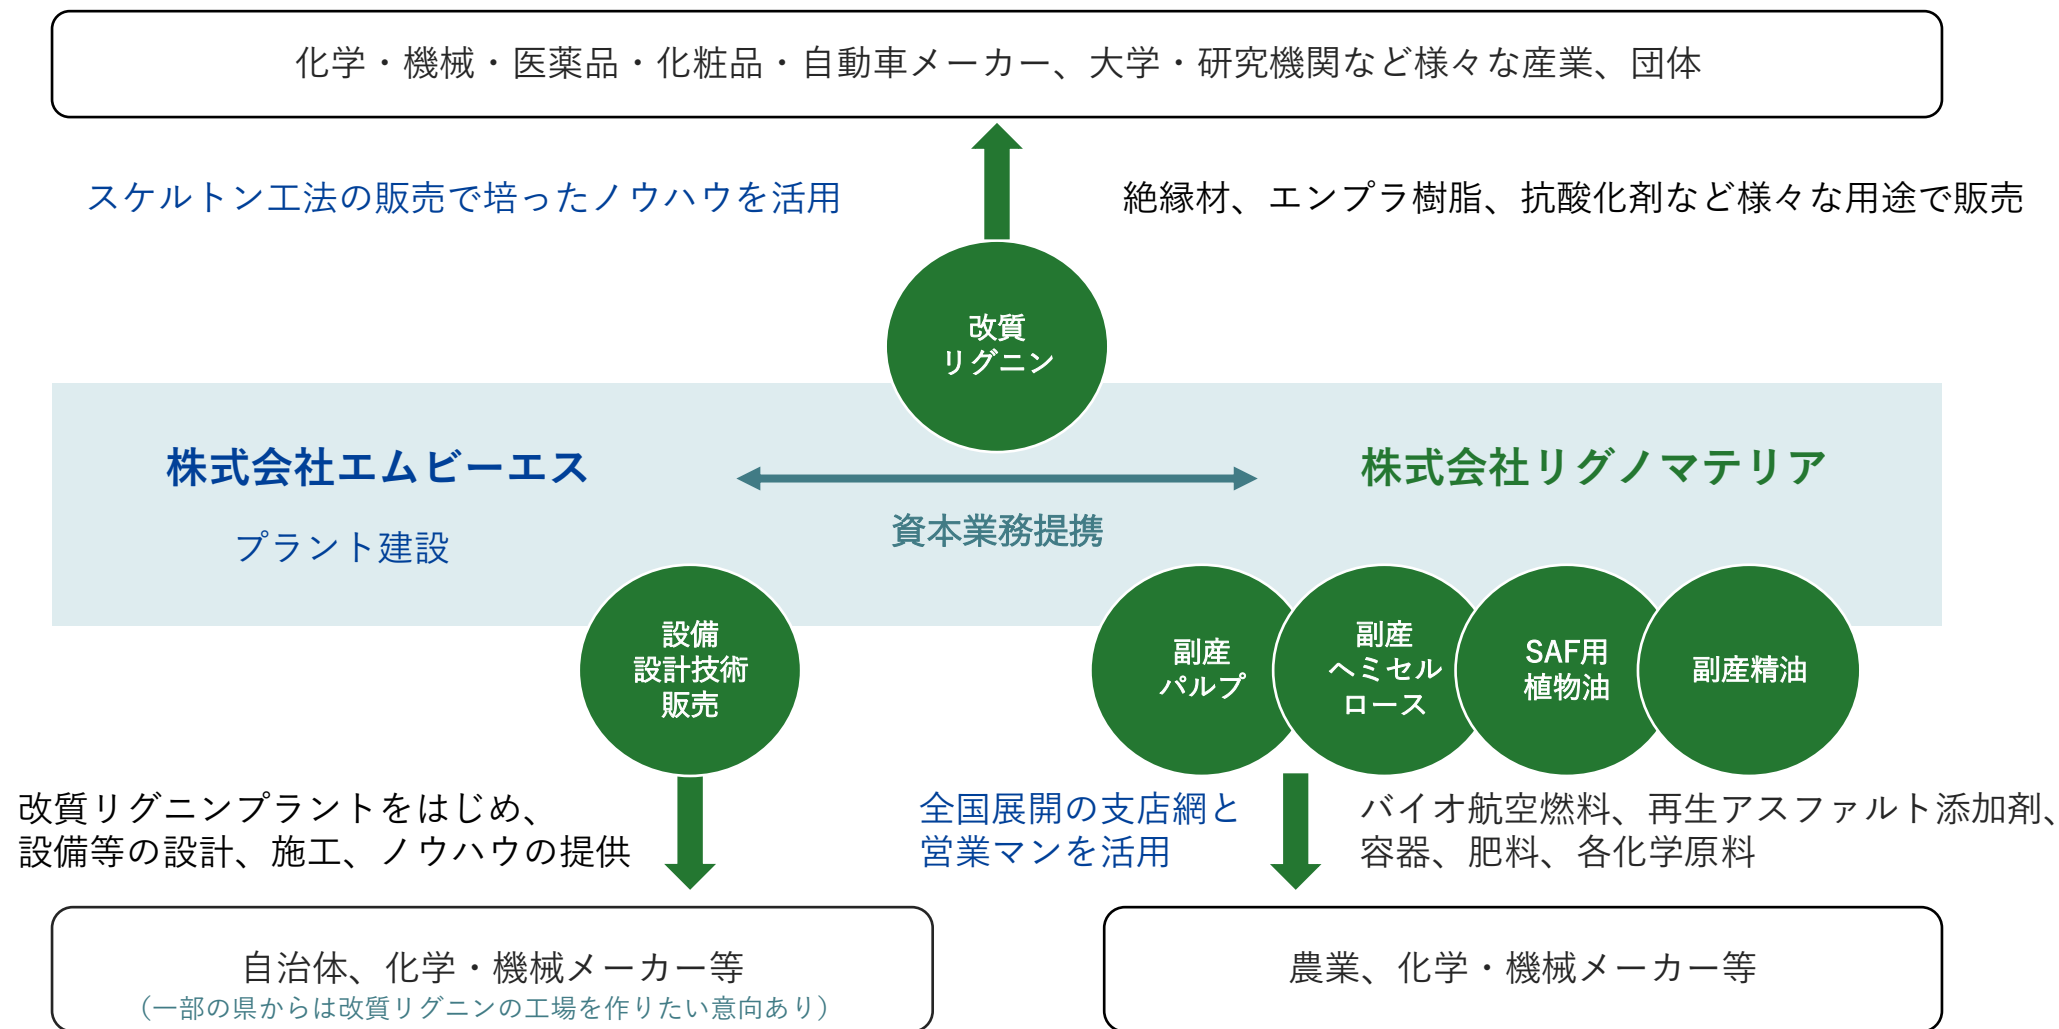 化学・機械・医薬品・化粧品・自動車メーカー、大学・研究機関など様々な産業、団体
スケルトン工法の販売で培ったノウハウを活用
絶縁材、エンプラ樹脂、抗酸化剤など様々な用途で販売
改質
リグニン
株式会社エムビーエス
株式会社リグノマテリア
プラント建設
資本業務提携
設備
設計技術
販売
副産
パルプ
副産
ヘミセル
ロース
SAF用
植物油
副産精油
改質リグニンプラントをはじめ、
設備等の設計、施工、ノウハウの提供
全国展開の支店網と
営業マンを活用
バイオ航空燃料、再生アスファルト添加剤、
容器、肥料、各化学原料
自治体、化学・機械メーカー等
（一部の県からは改質リグニンの工場を作りたい意向あり）
農業、化学・機械メーカー等